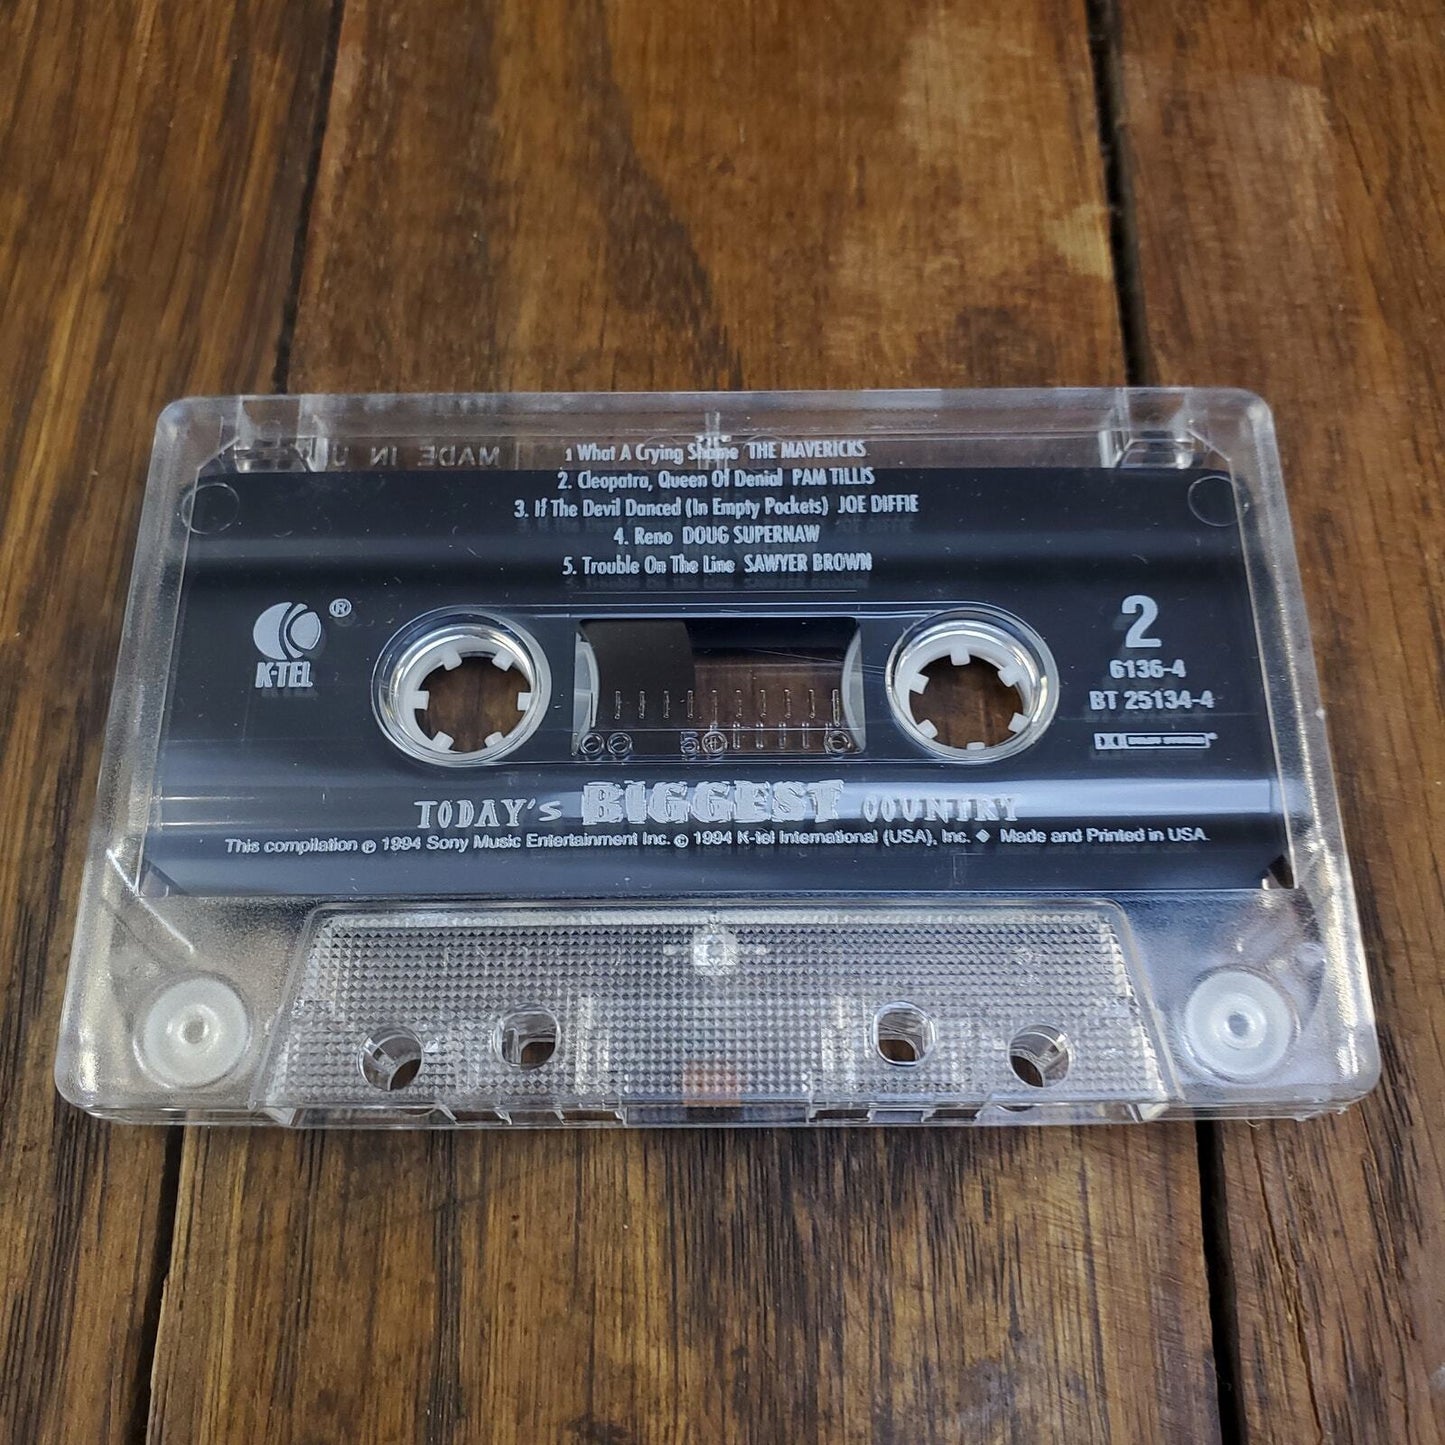 MADE IN U
1 What A Crying Shame THE MAVERICKS
2. Cleopatra, Queen Of Denial PAM TILLIS
3. If The Devil Danced (In Empty Pockets) JOE DIFFIE
4. Reno DOUG SUPERNAW
5. Trouble On The Line SAWYER BROWN
K-TEL®
2
6136-4
BT 25134-4
DOLBY SYSTEM®
50
TODAY'S BIGGEST COUNTRY
This compilation ℗ 1994 Sony Music Entertainment Inc. © 1994 K-tel International (USA), Inc. ◆ Made and Printed in USA.